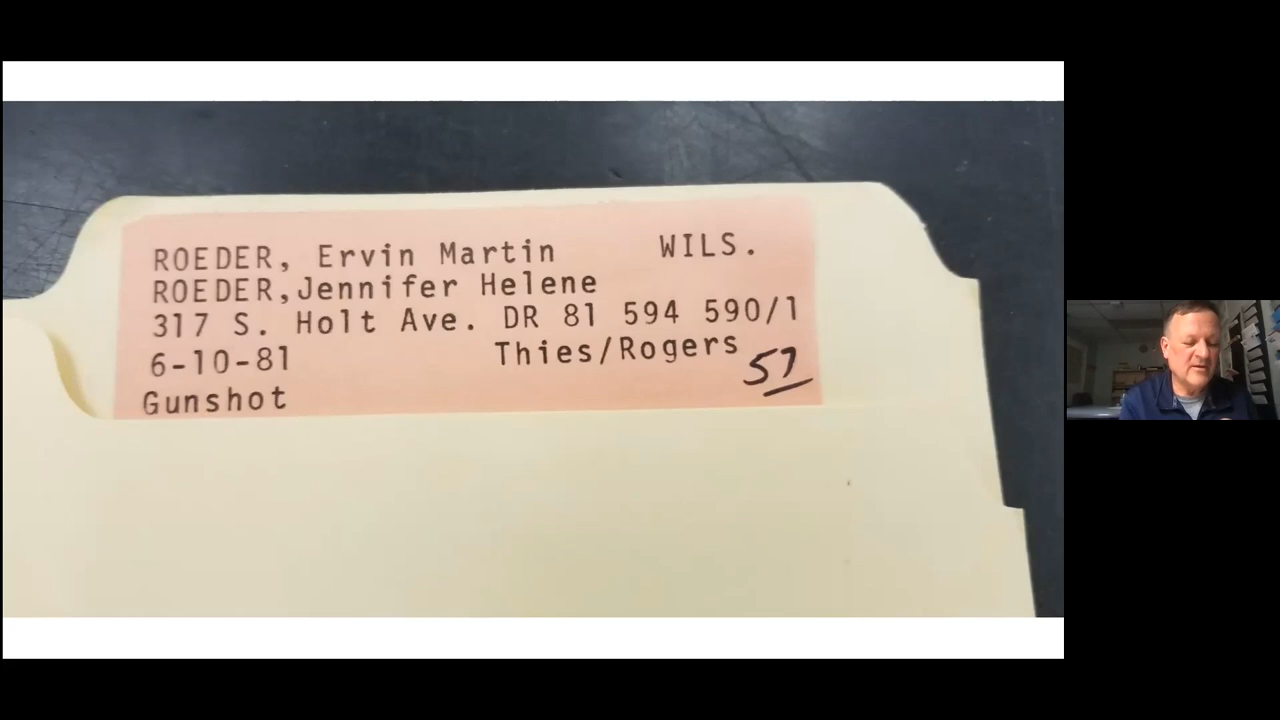 ROEDER, Ervin Martin WILS.
ROEDER,Jennifer Helene
317 S. Holt Ave. DR 81 594 590/1
6-10-81 Thies/Rogers 57
Gunshot